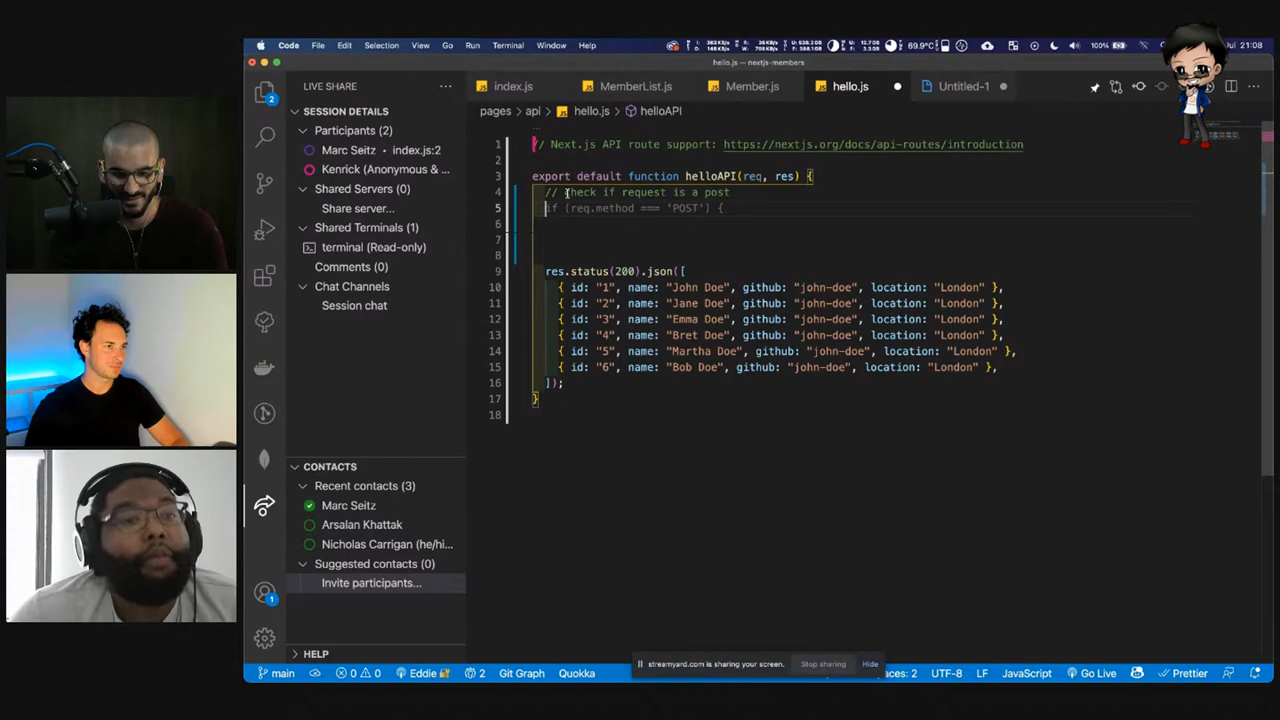 Code File Edit Selection View Go Run Terminal Window Help
69.9°C 100% 21:08
hello.js — nextjs-members
LIVE SHARE
index.js MemberList.js Member.js hello.js Untitled-1
SESSION DETAILS
pages > api > hello.js > helloAPI
Participants (2)
Marc Seitz • index.js:2
Kenrick (Anonymous & ...
Shared Servers (0)
Share server...
Shared Terminals (1)
terminal (Read-only)
Comments (0)
Chat Channels
Session chat
1 // Next.js API route support: https://nextjs.org/docs/api-routes/introduction
2
3 export default function helloAPI(req, res) {
4 // Check if request is a post
5 if (req.method === 'POST') {
6
7
8
9 res.status(200).json([
10 { id: "1", name: "John Doe", github: "john-doe", location: "London" },
11 { id: "2", name: "Jane Doe", github: "john-doe", location: "London" },
12 { id: "3", name: "Emma Doe", github: "john-doe", location: "London" },
13 { id: "4", name: "Bret Doe", github: "john-doe", location: "London" },
14 { id: "5", name: "Martha Doe", github: "john-doe", location: "London" },
15 { id: "6", name: "Bob Doe", github: "john-doe", location: "London" },
16 ]);
17 }
18
CONTACTS
Recent contacts (3)
Marc Seitz
Arsalan Khattak
Nicholas Carrigan (he/hi...
Suggested contacts (0)
Invite participants...
HELP
streamyard.com is sharing your screen. Stop sharing Hide
main 0 0 Eddie 2 Git Graph Quokka
paces: 2 UTF-8 LF JavaScript Go Live Prettier